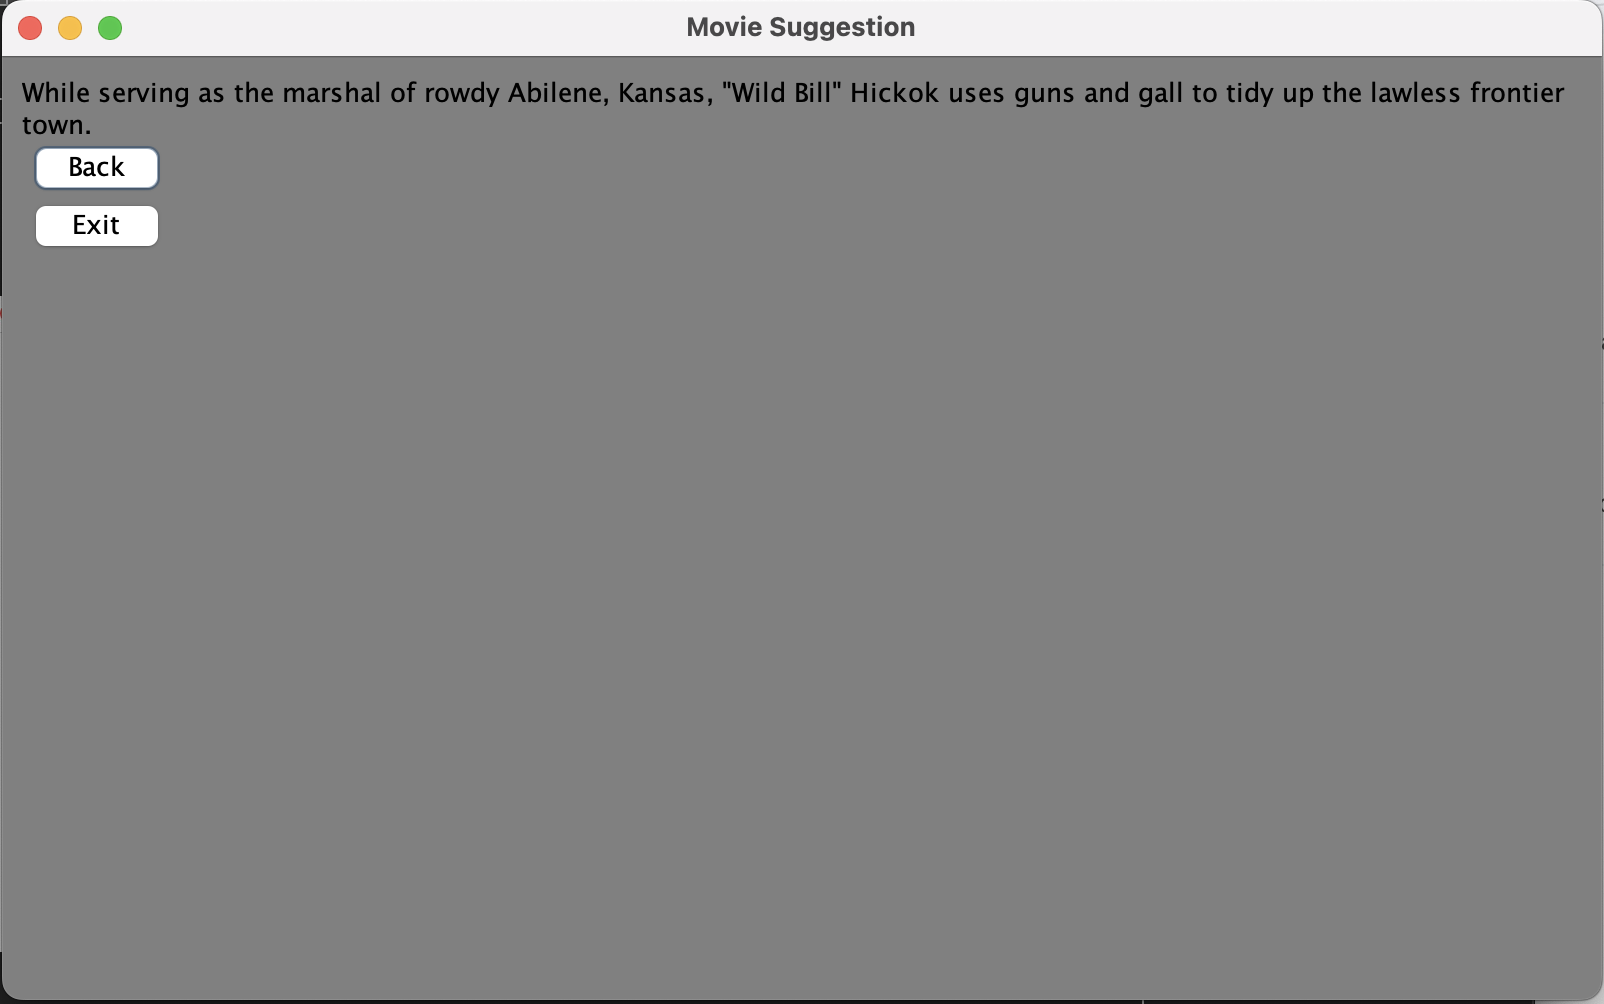 Movie Suggestion
While serving as the marshal of rowdy Abilene, Kansas, "Wild Bill" Hickok uses guns and gall to tidy up the lawless frontier
town.
Back
Exit